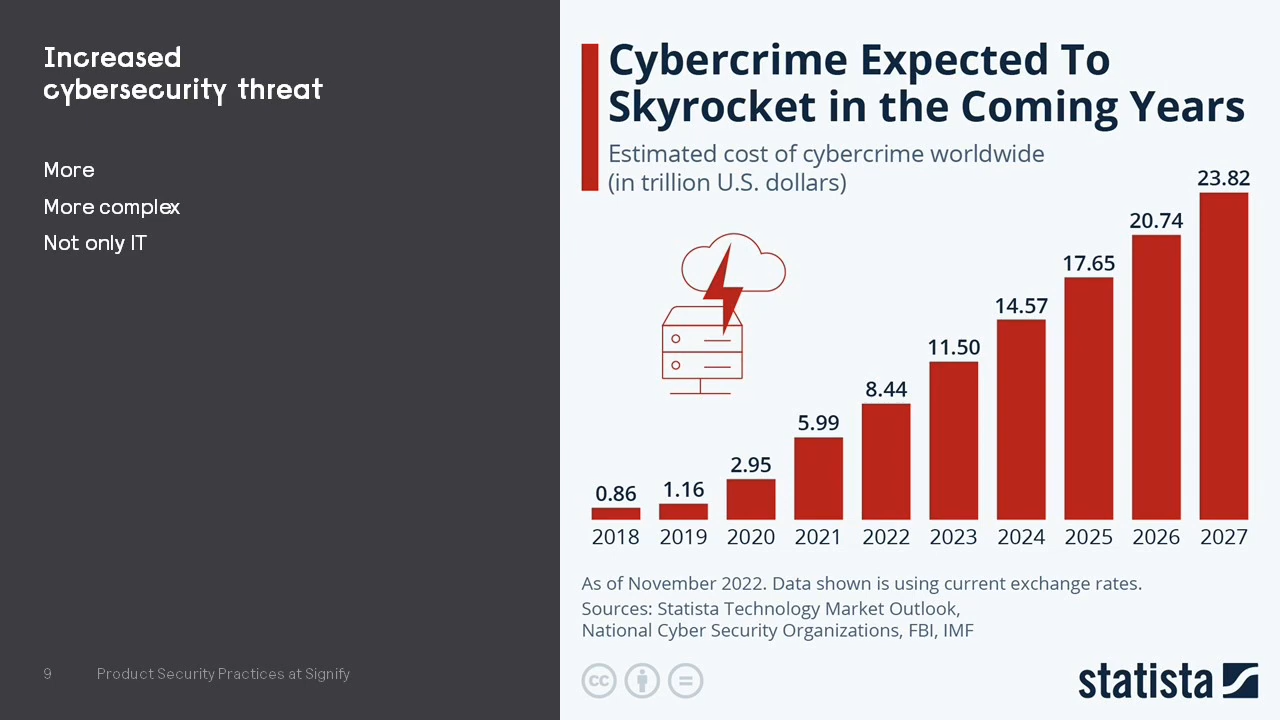 Increased
cybersecurity threat
More
More complex
Not only IT
9 Product Security Practices at Signify
Cybercrime Expected To
Skyrocket in the Coming Years
Estimated cost of cybercrime worldwide
(in trillion U.S. dollars)
0.86 1.16 2.95 5.99 8.44 11.50 14.57 17.65 20.74 23.82
2018 2019 2020 2021 2022 2023 2024 2025 2026 2027
As of November 2022. Data shown is using current exchange rates.
Sources: Statista Technology Market Outlook,
National Cyber Security Organizations, FBI, IMF
cc
statista